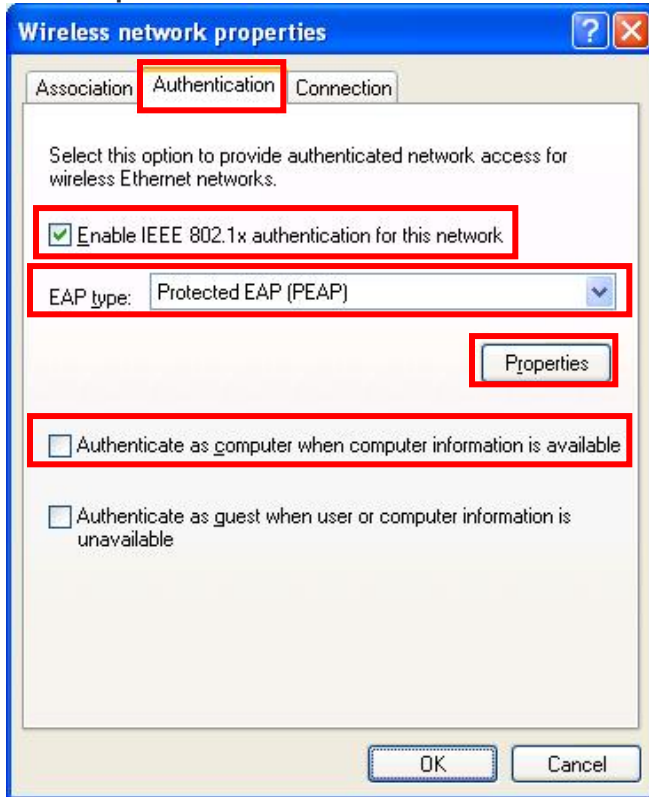 Wireless network properties
Association Authentication Connection
Select this option to provide authenticated network access for
wireless Ethernet networks.
Enable IEEE 802.1x authentication for this network
EAP type: Protected EAP (PEAP)
Properties
Authenticate as computer when computer information is available
Authenticate as guest when user or computer information is
unavailable
OK Cancel